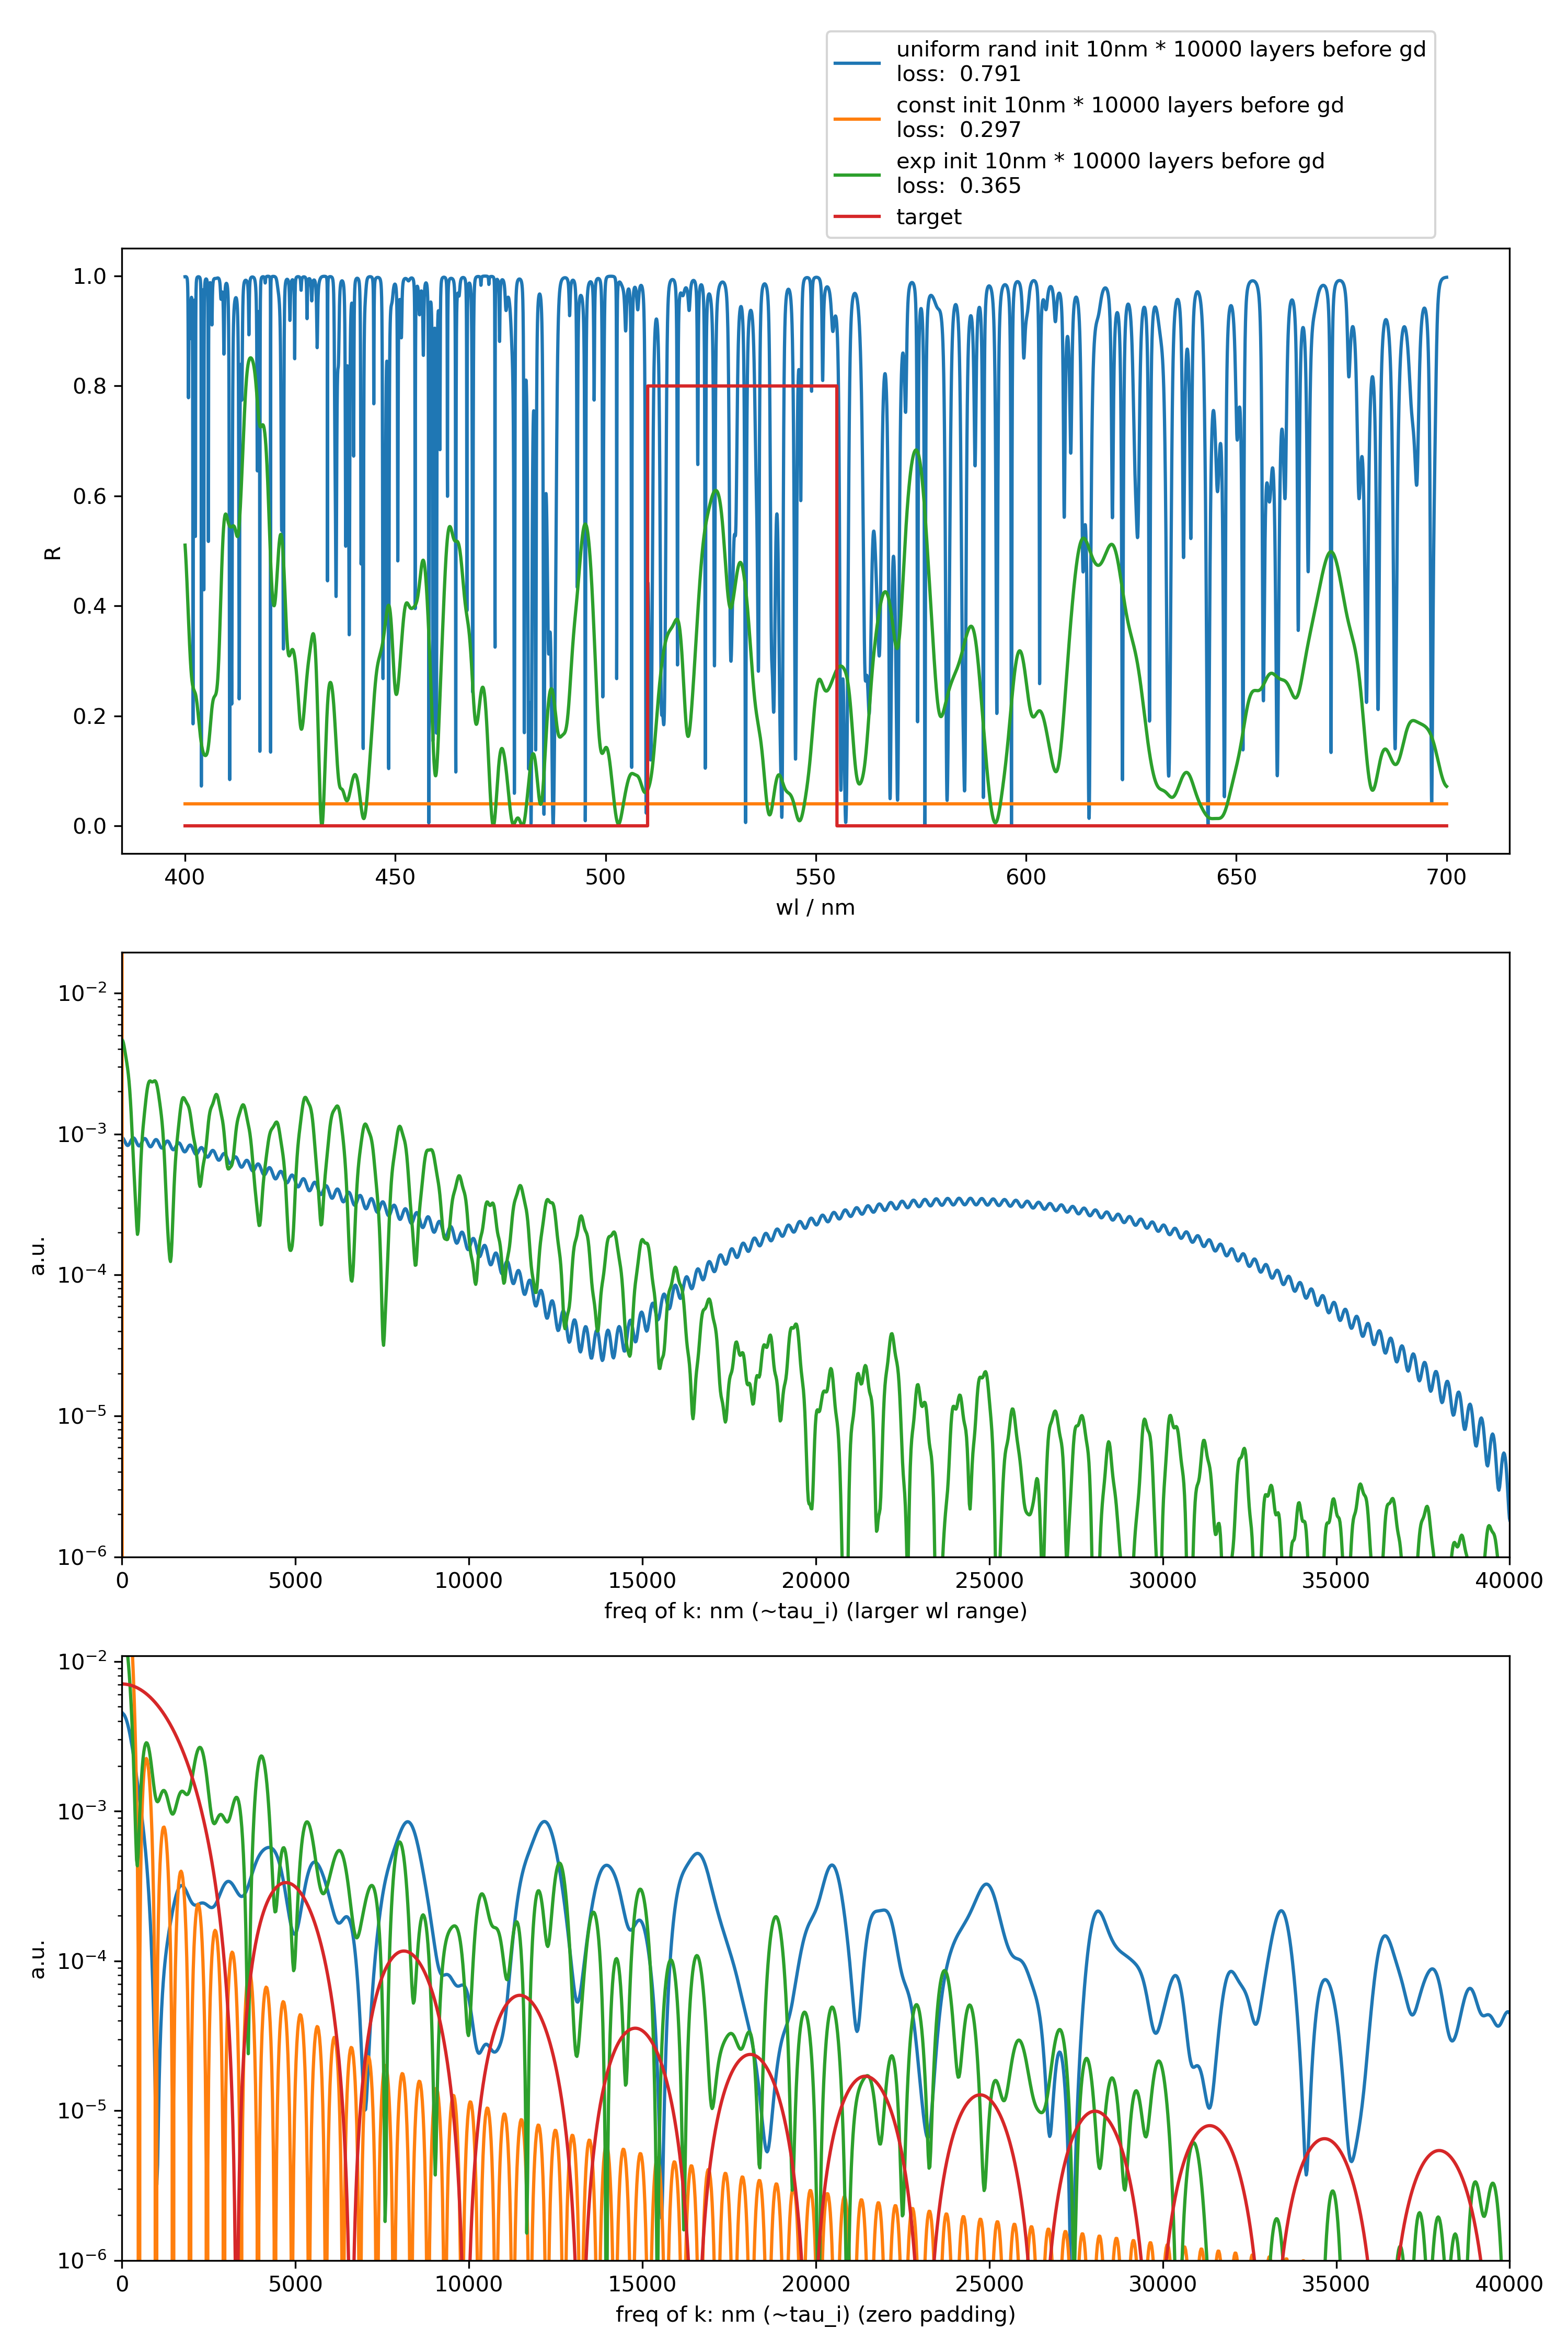 uniform rand init 10nm * 10000 layers before gd
loss:  0.791
const init 10nm * 10000 layers before gd
loss:  0.297
exp init 10nm * 10000 layers before gd
loss:  0.365
target
1.0
0.8
0.6
0.4
0.2
0.0
R
400 450 500 550 600 650 700
wl / nm
10⁻²
10⁻³
10⁻⁴
10⁻⁵
10⁻⁶
a.u.
0 5000 10000 15000 20000 25000 30000 35000 40000
freq of k: nm (~tau_i) (larger wl range)
10⁻²
10⁻³
10⁻⁴
10⁻⁵
10⁻⁶
a.u.
0 5000 10000 15000 20000 25000 30000 35000 40000
freq of k: nm (~tau_i) (zero padding)